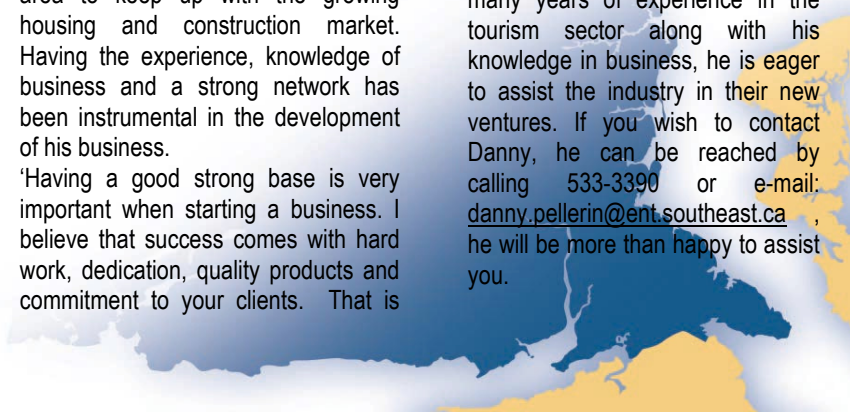 area to keep up with the growing
housing and construction market.
Having the experience, knowledge of
business and a strong network has
been instrumental in the development
of his business.
‘Having a good strong base is very
important when starting a business. I
believe that success comes with hard
work, dedication, quality products and
commitment to your clients. That is
many years of experience in the
tourism sector along with his
knowledge in business, he is eager
to assist the industry in their new
ventures. If you wish to contact
Danny, he can be reached by
calling 533-3390 or e-mail:
danny.pellerin@ent.southeast.ca ,
he will be more than happy to assist
you.